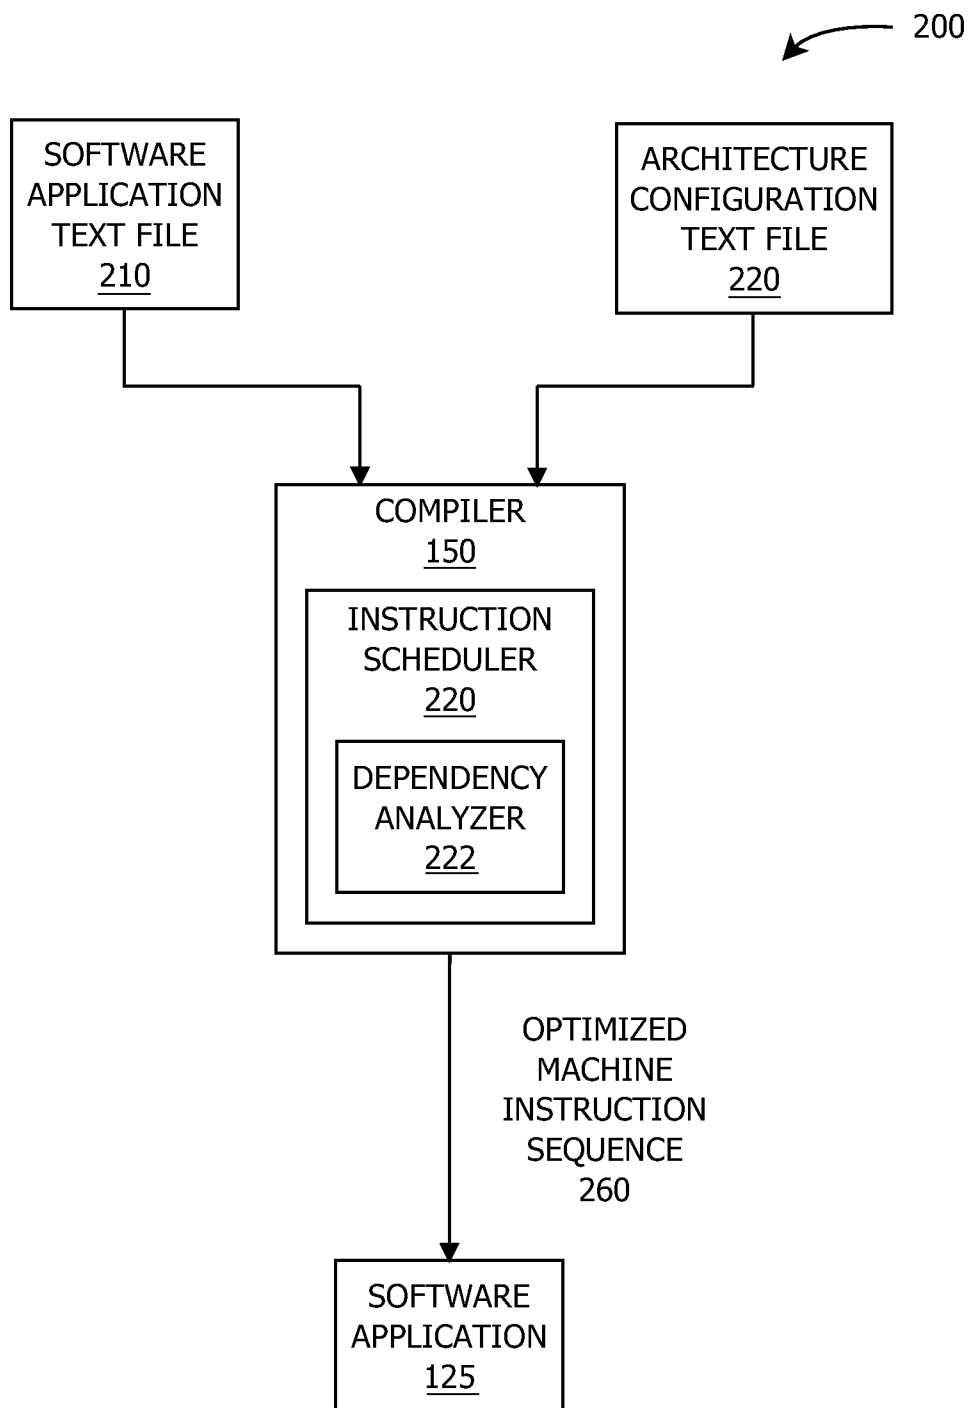 200
SOFTWARE
APPLICATION
TEXT FILE
210
ARCHITECTURE
CONFIGURATION
TEXT FILE
220
COMPILER
150
INSTRUCTION
SCHEDULER
220
DEPENDENCY
ANALYZER
222
OPTIMIZED
MACHINE
INSTRUCTION
SEQUENCE
260
SOFTWARE
APPLICATION
125